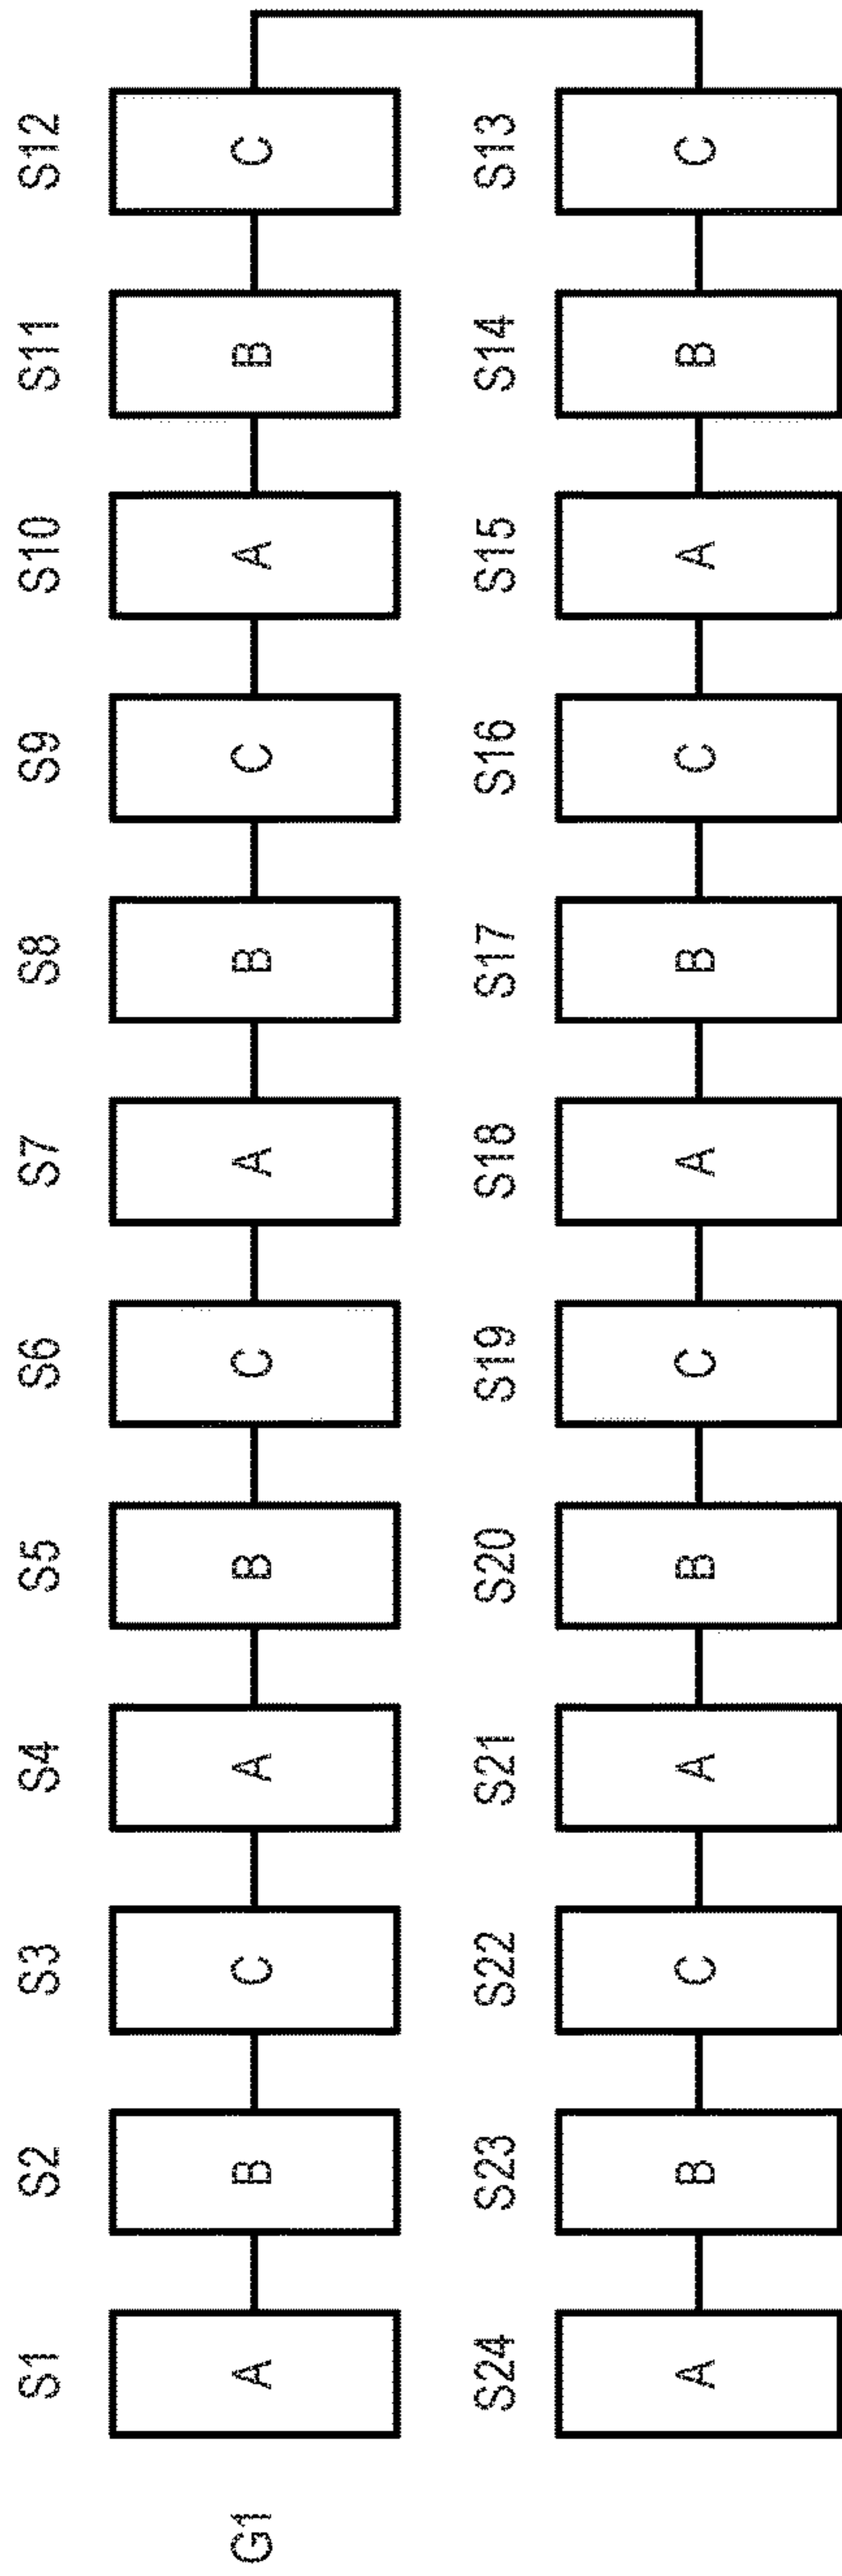 S1 S2 S3 S4 S5 S6 S7 S8 S9 S10 S11 S12
G1 A B C A B C A B C A B C
S24 S23 S22 S21 S20 S19 S18 S17 S16 S15 S14 S13
A B C A B C A B C A B C